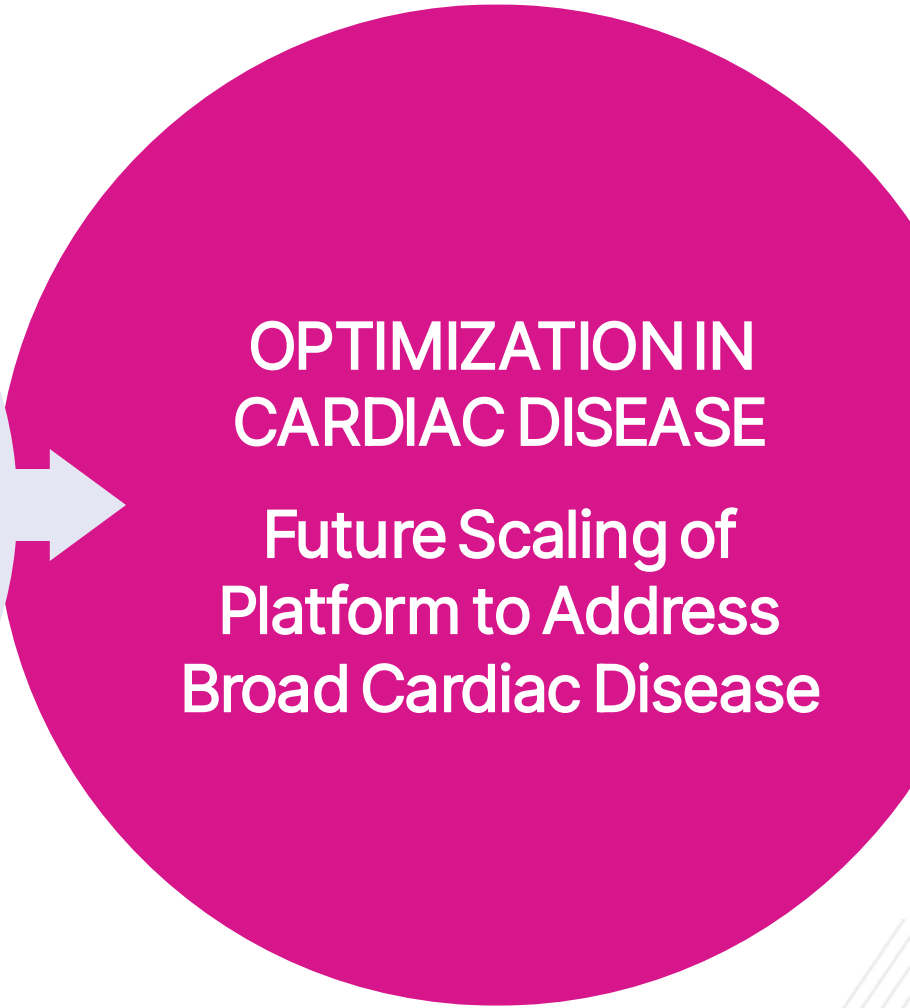 OPTIMIZATION IN
CARDIAC DISEASE
Future Scaling of
Platform to Address
Broad Cardiac Disease